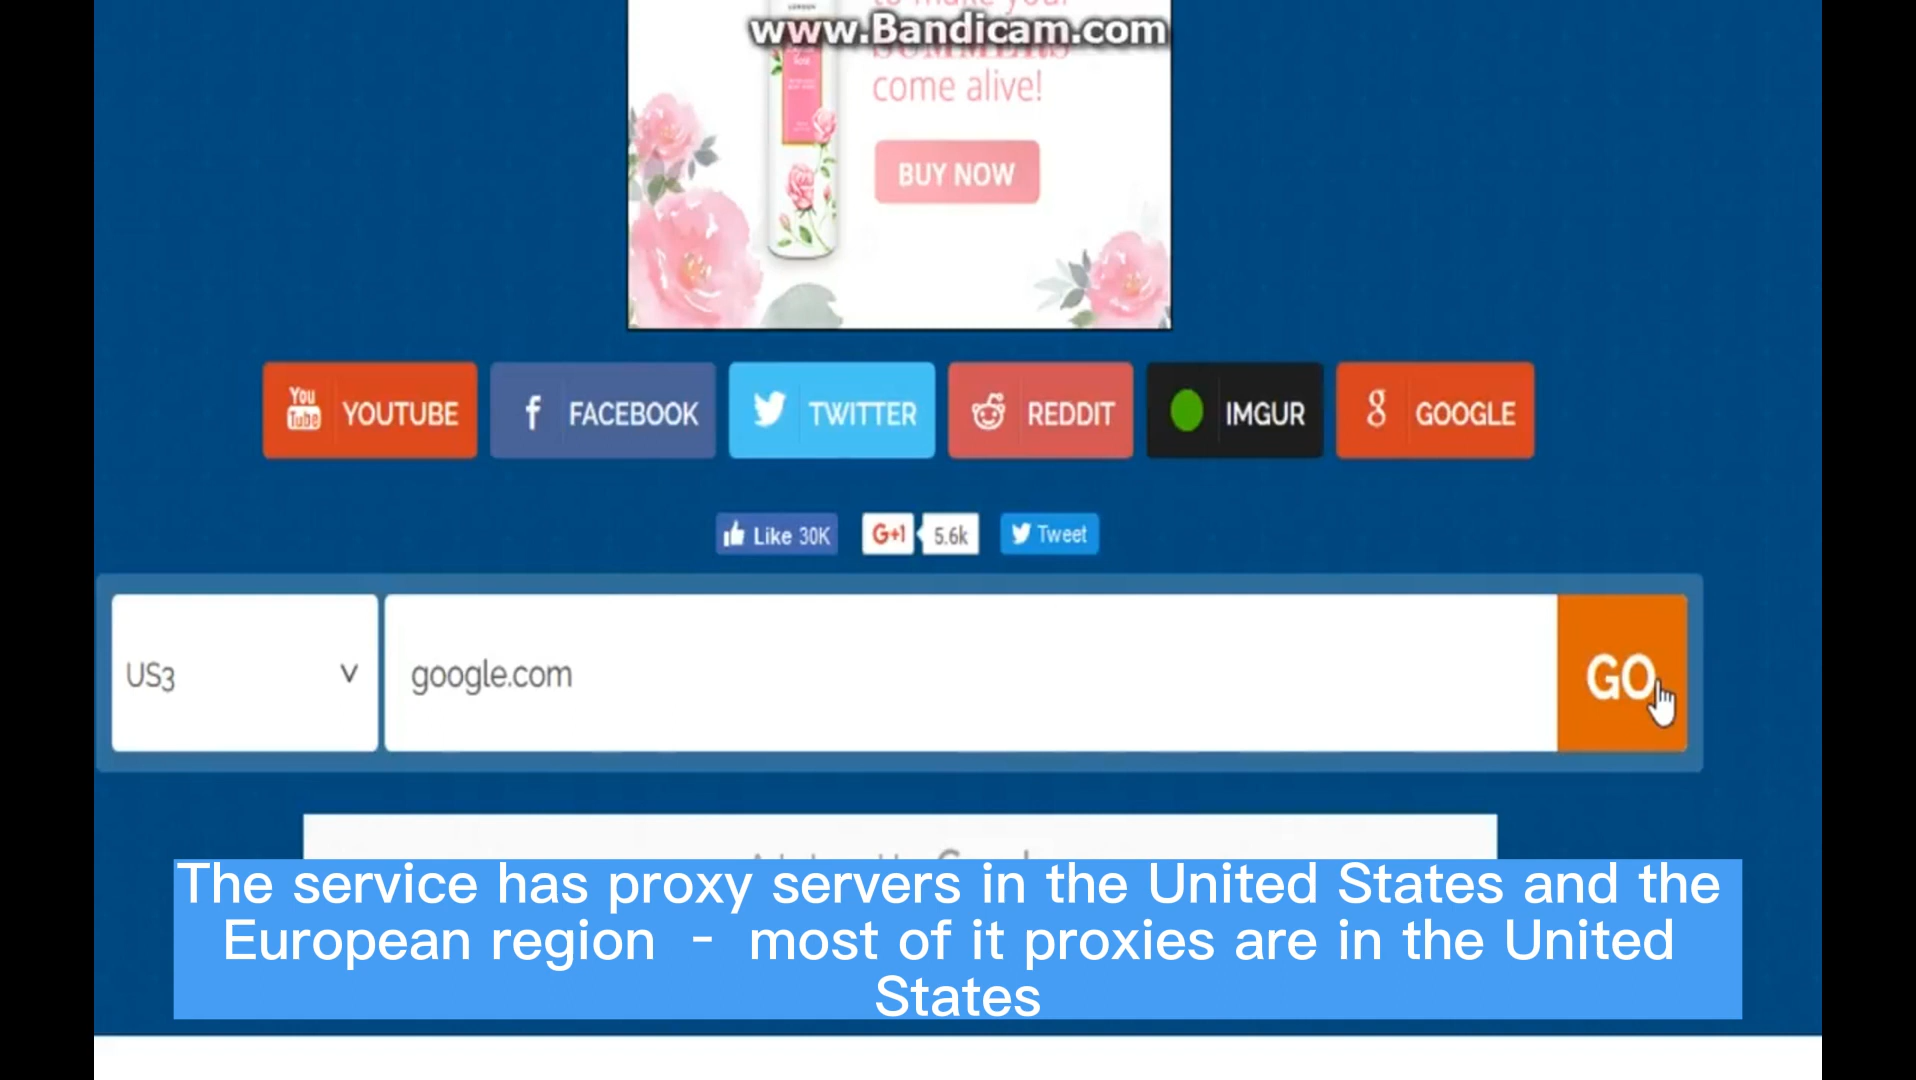 www.Bandicam.com
come alive!
BUY NOW
You
Tube YOUTUBE
f FACEBOOK
TWITTER
REDDIT
IMGUR
g GOOGLE
Like 30K
G+1 5.6k
Tweet
US3
google.com
GO
The service has proxy servers in the United States and the
European region - most of it proxies are in the United
States